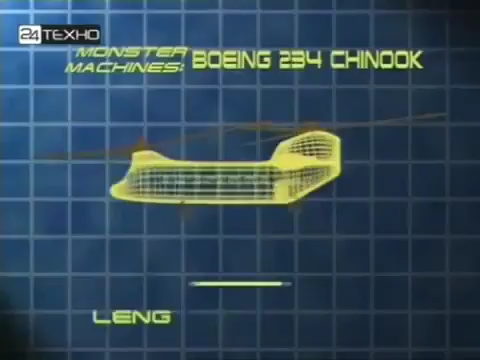 24 ТЕХНО
MONSTER
MACHINES:
BOEING 234 CHINOOK
LENG